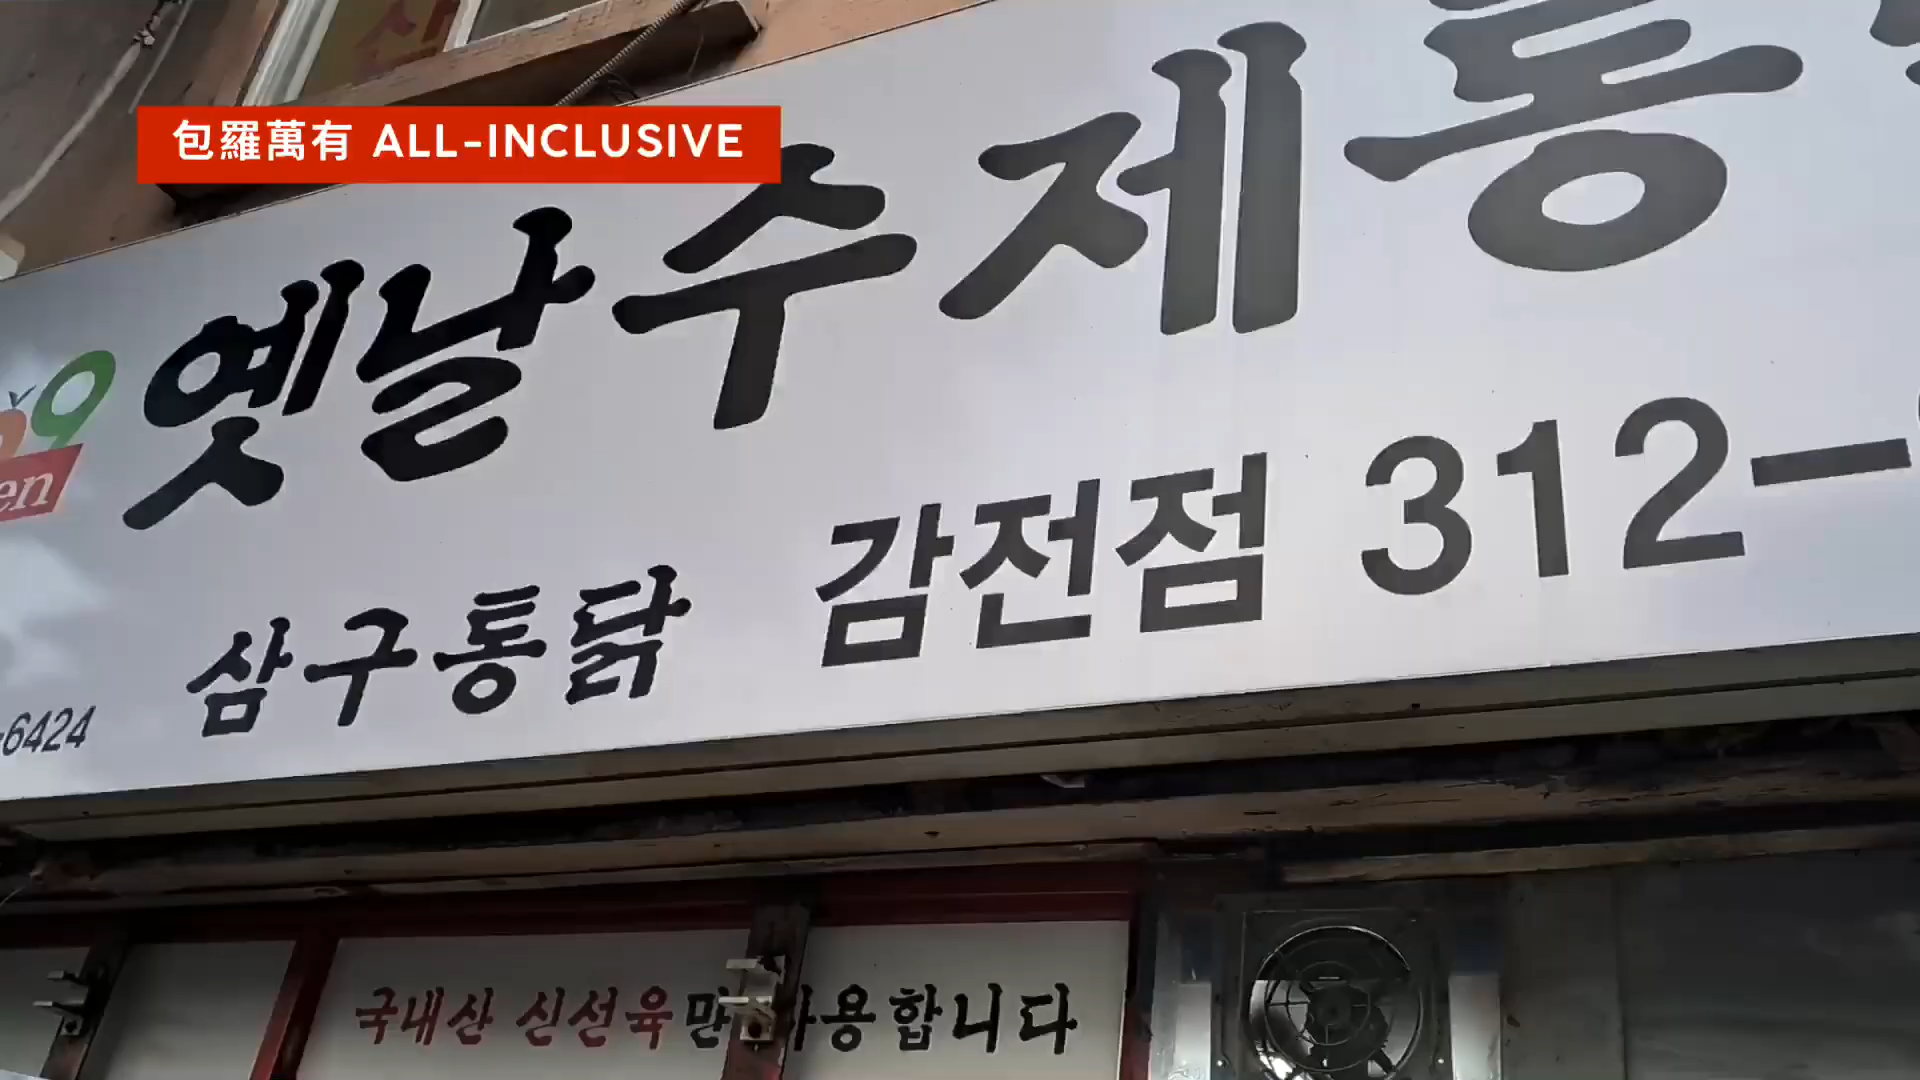 包羅萬有 ALL-INCLUSIVE
옛날수제통
감전점 312-
삼구통닭
-6424
국내산 신선육만 사용합니다